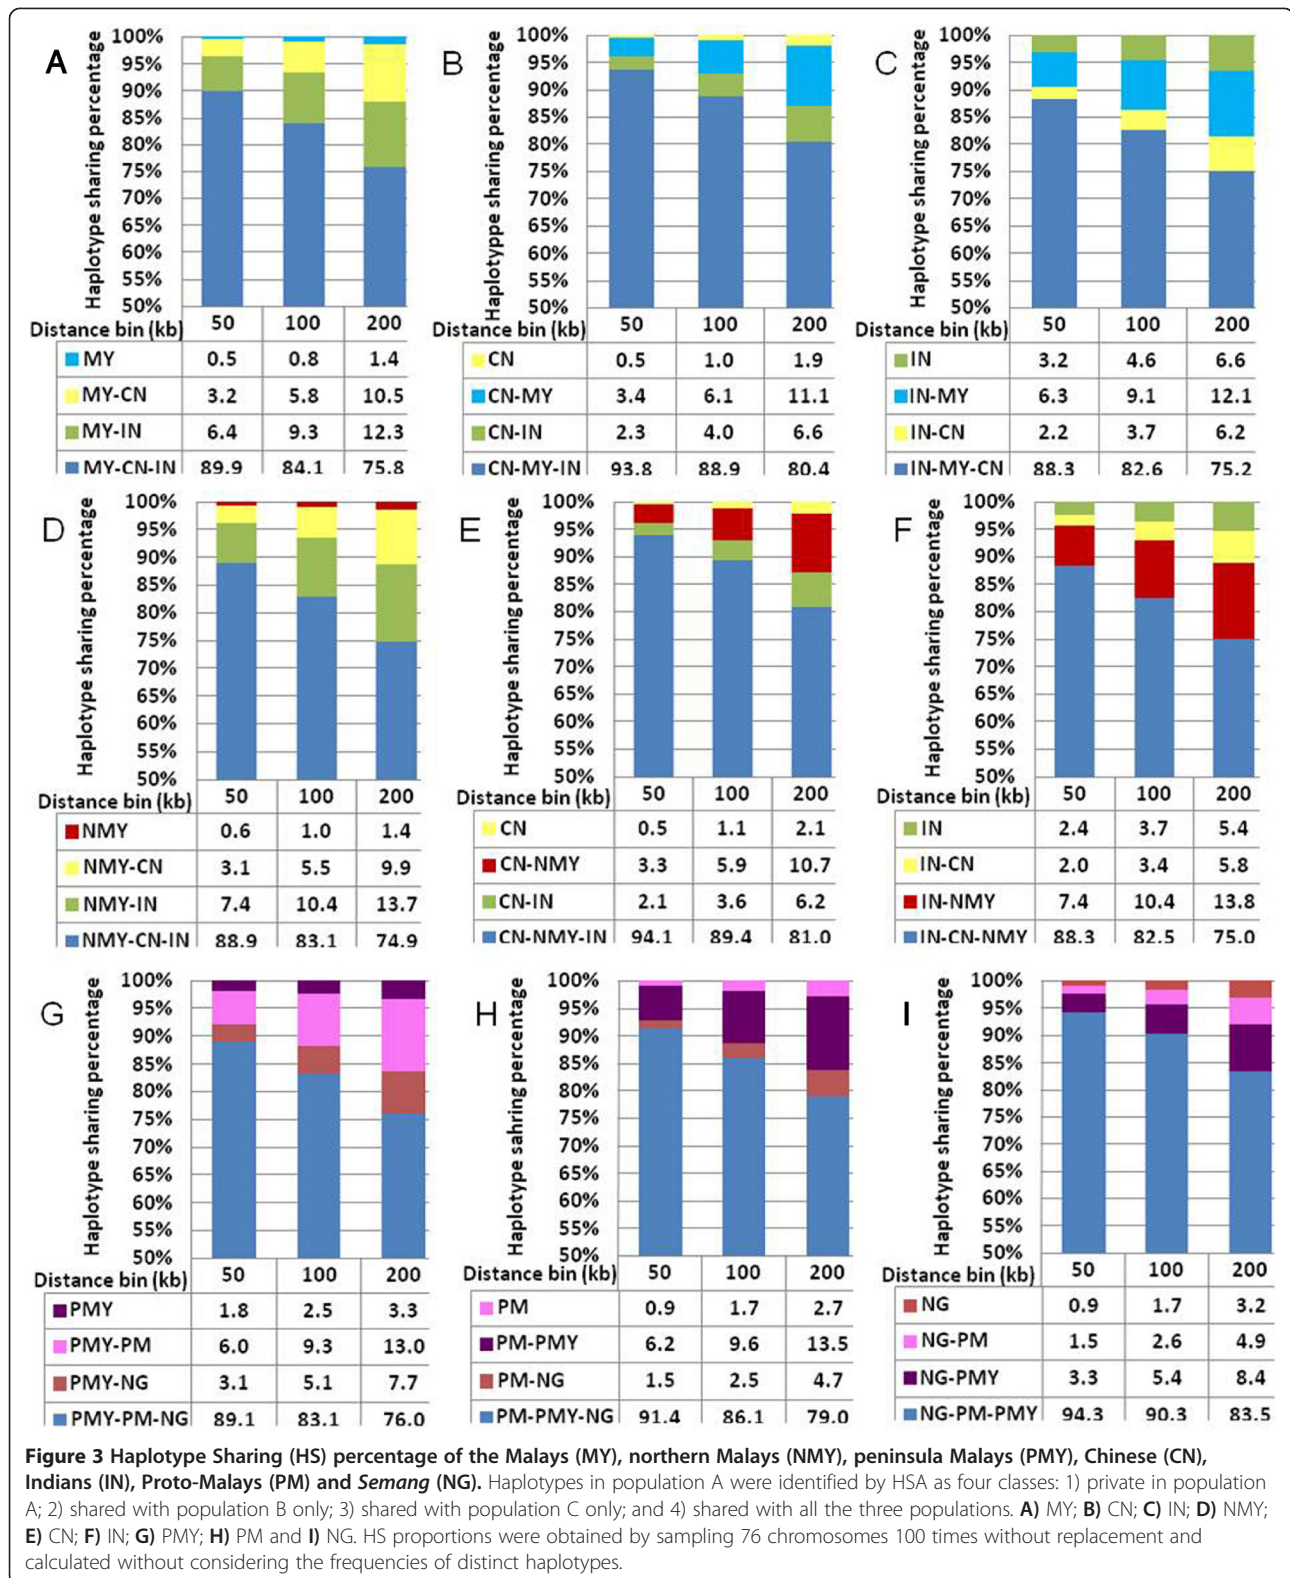 A
Haplotype sharing percentage
100%
95%
90%
85%
80%
75%
70%
65%
60%
55%
50%
Distance bin (kb) 50 100 200
MY 0.5 0.8 1.4
MY-CN 3.2 5.8 10.5
MY-IN 6.4 9.3 12.3
MY-CN-IN 89.9 84.1 75.8
B
Haplotyppe sharing percentage
100%
95%
90%
85%
80%
75%
70%
65%
60%
55%
50%
Distance bin (kb) 50 100 200
CN 0.5 1.0 1.9
CN-MY 3.4 6.1 11.1
CN-IN 2.3 4.0 6.6
CN-MY-IN 93.8 88.9 80.4
C
Haplotype sharing percentage
100%
95%
90%
85%
80%
75%
70%
65%
60%
55%
50%
Distance bin (kb) 50 100 200
IN 3.2 4.6 6.6
IN-MY 6.3 9.1 12.1
IN-CN 2.2 3.7 6.2
IN-MY-CN 88.3 82.6 75.2
D
Haplotype sharing percentage
100%
95%
90%
85%
80%
75%
70%
65%
60%
55%
50%
Distance bin (kb) 50 100 200
NMY 0.6 1.0 1.4
NMY-CN 3.1 5.5 9.9
NMY-IN 7.4 10.4 13.7
NMY-CN-IN 88.9 83.1 74.9
E
Haplotype sharing percentage
100%
95%
90%
85%
80%
75%
70%
65%
60%
55%
50%
Distance bin (kb) 50 100 200
CN 0.5 1.1 2.1
CN-NMY 3.3 5.9 10.7
CN-IN 2.1 3.6 6.2
CN-NMY-IN 94.1 89.4 81.0
F
Haplotype sharing percentage
100%
95%
90%
85%
80%
75%
70%
65%
60%
55%
50%
Distance bin (kb) 50 100 200
IN 2.4 3.7 5.4
IN-CN 2.0 3.4 5.8
IN-NMY 7.4 10.4 13.8
IN-CN-NMY 88.3 82.5 75.0
G
Haplotype sharing percentage
100%
95%
90%
85%
80%
75%
70%
65%
60%
55%
50%
Distance bin (kb) 50 100 200
PMY 1.8 2.5 3.3
PMY-PM 6.0 9.3 13.0
PMY-NG 3.1 5.1 7.7
PMY-PM-NG 89.1 83.1 76.0
H
Haplotype sahring percentage
100%
95%
90%
85%
80%
75%
70%
65%
60%
55%
50%
Distance bin (kb) 50 100 200
PM 0.9 1.7 2.7
PM-PMY 6.2 9.6 13.5
PM-NG 1.5 2.5 4.7
PM-PMY-NG 91.4 86.1 79.0
I
Haplotype sharing percentage
100%
95%
90%
85%
80%
75%
70%
65%
60%
55%
50%
Distance bin (kb) 50 100 200
NG 0.9 1.7 3.2
NG-PM 1.5 2.6 4.9
NG-PMY 3.3 5.4 8.4
NG-PM-PMY 94.3 90.3 83.5
Figure 3 Haplotype Sharing (HS) percentage of the Malays (MY), northern Malays (NMY), peninsula Malays (PMY), Chinese (CN),
Indians (IN), Proto-Malays (PM) and Semang (NG). Haplotypes in population A were identified by HSA as four classes: 1) private in population
A; 2) shared with population B only; 3) shared with population C only; and 4) shared with all the three populations. A) MY; B) CN; C) IN; D) NMY;
E) CN; F) IN; G) PMY; H) PM and I) NG. HS proportions were obtained by sampling 76 chromosomes 100 times without replacement and
calculated without considering the frequencies of distinct haplotypes.